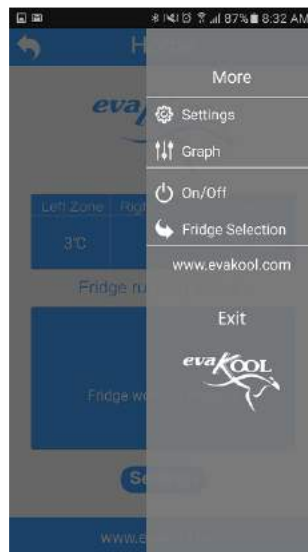 87% 8:32 AM
More
Settings
Graph
Left Zone
On/Off
3°C
Fridge Selection
www.evakool.com
Fridge
Exit
evaKOOL
Fridge